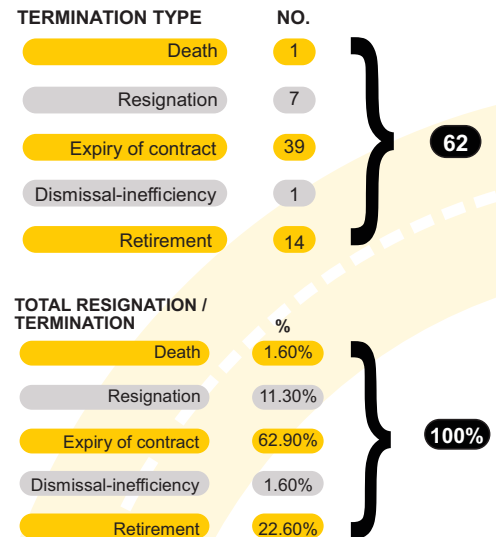 TERMINATION TYPE NO.
Death 1
Resignation 7
Expiry of contract 39
62
Dismissal-inefficiency 1
Retirement 14
TOTAL RESIGNATION /
TERMINATION %
Death 1.60%
Resignation 11.30%
Expiry of contract 62.90%
100%
Dismissal-inefficiency 1.60%
Retirement 22.60%